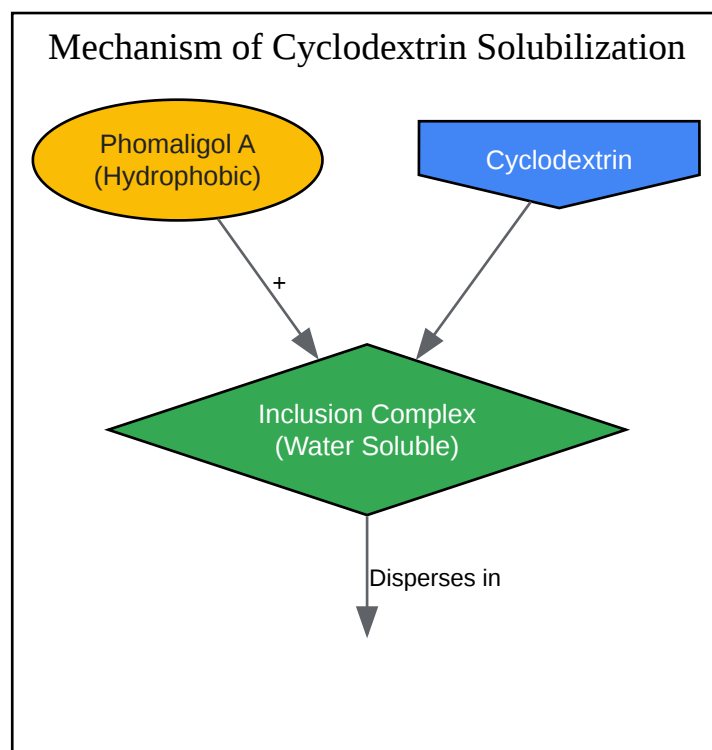 Mechanism of Cyclodextrin Solubilization
Phomaligol A
(Hydrophobic)
Cyclodextrin
+
Inclusion Complex
(Water Soluble)
Disperses in